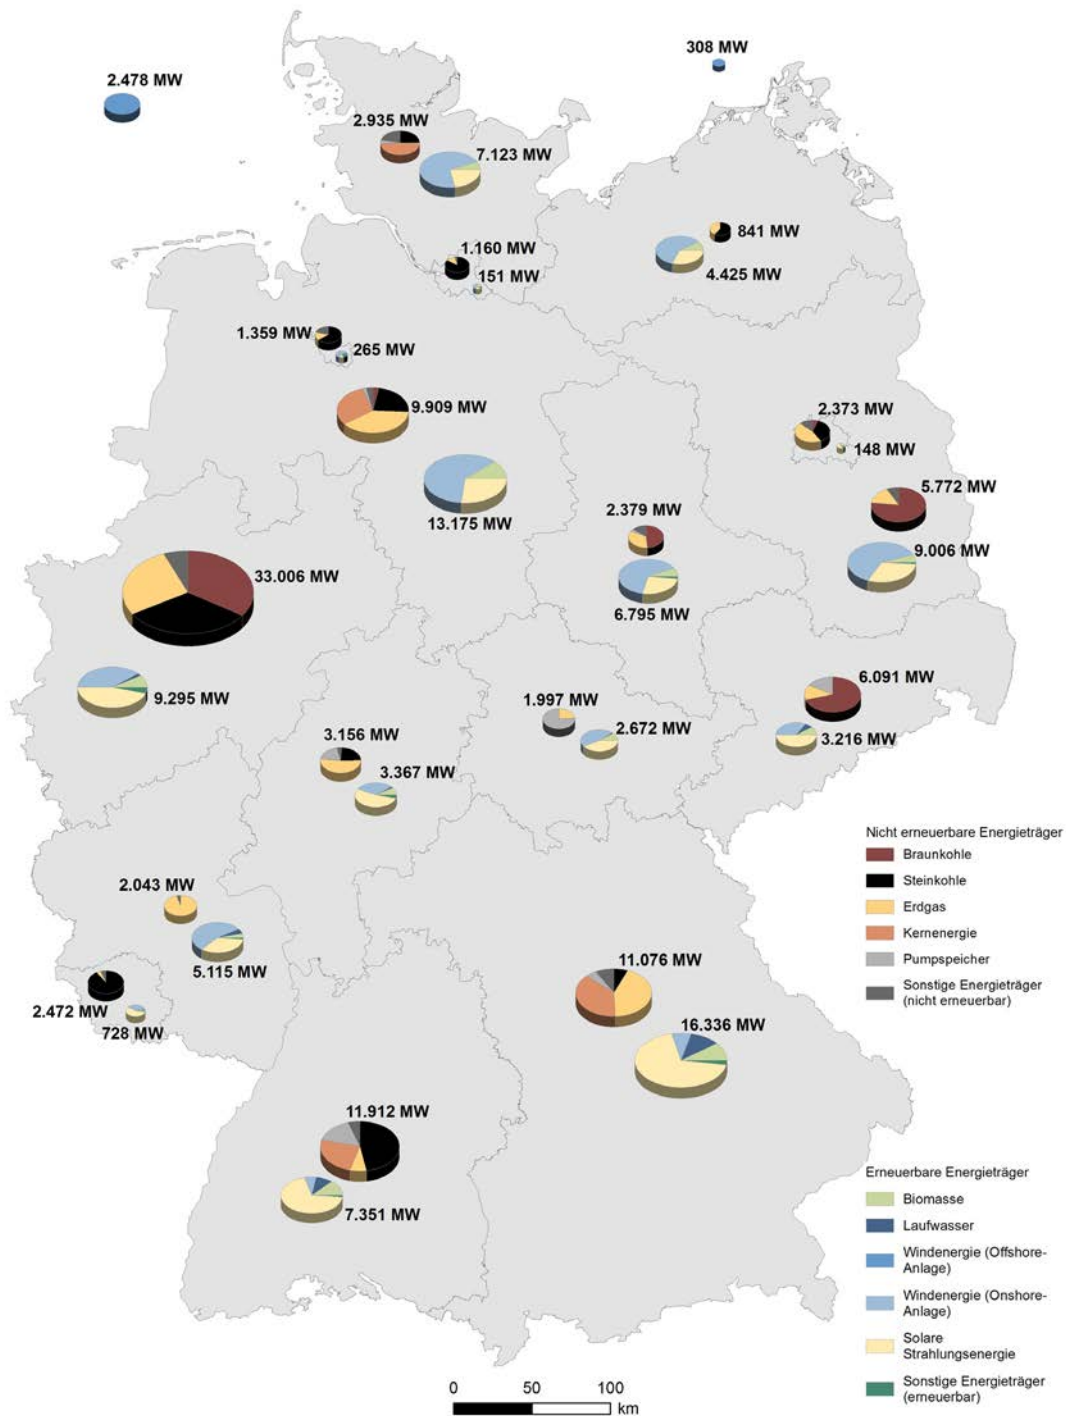 308 MW
2.478 MW
2.935 MW
7.123 MW
841 MW
4.425 MW
1.160 MW
151 MW
1.359 MW
265 MW
9.909 MW
2.373 MW
148 MW
5.772 MW
13.175 MW
2.379 MW
9.006 MW
33.006 MW
6.795 MW
9.295 MW
6.091 MW
1.997 MW
2.672 MW
3.216 MW
3.156 MW
3.367 MW
2.043 MW
5.115 MW
2.472 MW
728 MW
11.076 MW
16.336 MW
11.912 MW
7.351 MW
Nicht erneuerbare Energieträger
Braunkohle
Steinkohle
Erdgas
Kernenergie
Pumpspeicher
Sonstige Energieträger
(nicht erneuerbar)
Erneuerbare Energieträger
Biomasse
Laufwasser
Windenergie (Offshore-
Anlage)
Windenergie (Onshore-
Anlage)
Solare
Strahlungsenergie
Sonstige Energieträger
(erneuerbar)
0 50 100
km